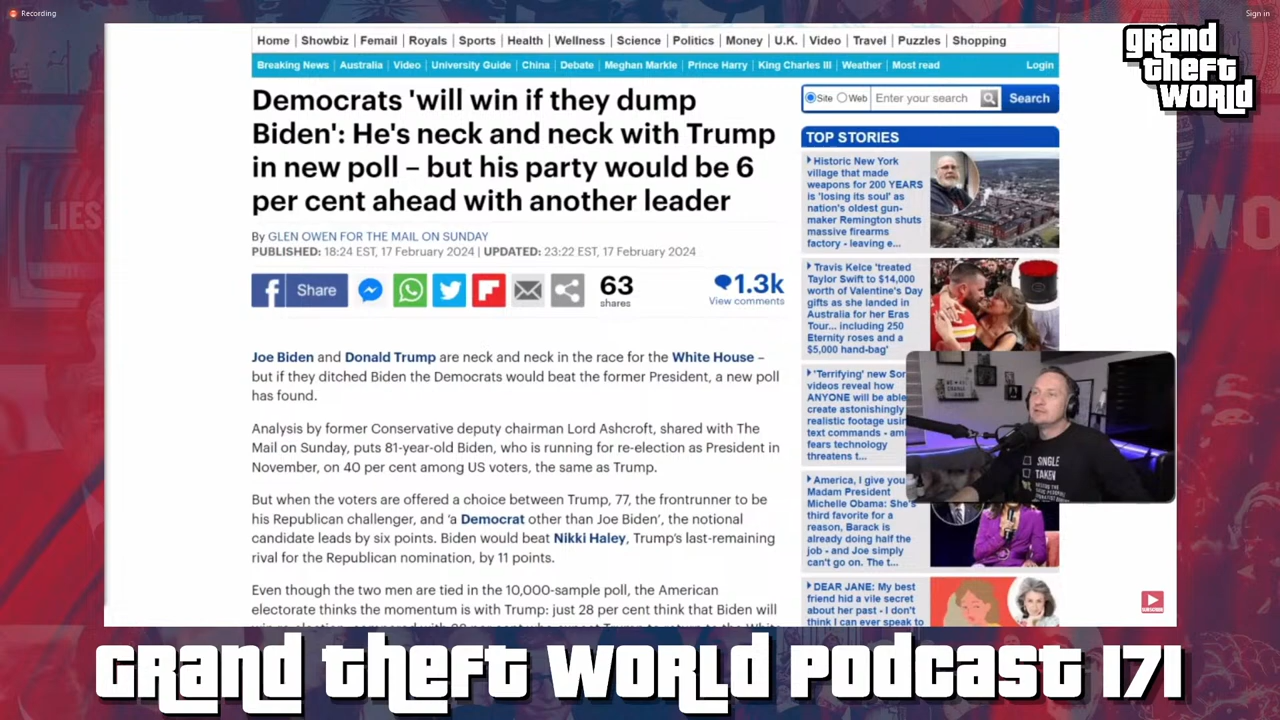 Recording
Sign in
grand
theft
world
Home | Showbiz | Femail | Royals | Sports | Health | Wellness | Science | Politics | Money | U.K. | Video | Travel | Puzzles | Shopping
Breaking News | Australia | Video | University Guide | China | Debate | Meghan Markle | Prince Harry | King Charles III | Weather | Most read
Login
Democrats 'will win if they dump
Biden': He's neck and neck with Trump
in new poll – but his party would be 6
per cent ahead with another leader
By GLEN OWEN FOR THE MAIL ON SUNDAY
PUBLISHED: 18:24 EST, 17 February 2024 | UPDATED: 23:22 EST, 17 February 2024
Share
63
shares
1.3k
View comments
Joe Biden and Donald Trump are neck and neck in the race for the White House –
but if they ditched Biden the Democrats would beat the former President, a new poll
has found.
Analysis by former Conservative deputy chairman Lord Ashcroft, shared with The
Mail on Sunday, puts 81-year-old Biden, who is running for re-election as President in
November, on 40 per cent among US voters, the same as Trump.
But when the voters are offered a choice between Trump, 77, the frontrunner to be
his Republican challenger, and 'a Democrat other than Joe Biden', the notional
candidate leads by six points. Biden would beat Nikki Haley, Trump's last-remaining
rival for the Republican nomination, by 11 points.
Even though the two men are tied in the 10,000-sample poll, the American
electorate thinks the momentum is with Trump: just 28 per cent think that Biden will
Site Web Enter your search Search
TOP STORIES
Historic New York
village that made
weapons for 200 YEARS
is 'losing its soul' as
nation's oldest gun-
maker Remington shuts
massive firearms
factory - leaving e...
Travis Kelce 'treated
Taylor Swift to $14,000
worth of Valentine's Day
gifts as she landed in
Australia for her Eras
Tour... including 250
Eternity roses and a
$5,000 hand-bag'
'Terrifying' new Sor
videos reveal how
ANYONE will be able
create astonishingly
realistic footage usin
text commands - ami
fears technology
threatens t...
America, I give you
Madam President
Michelle Obama: She's
third favorite for a
reason, Barack is
already doing half the
job - and Joe simply
can't go on. The t...
DEAR JANE: My best
friend hid a vile secret
about her past - I don't
think I can ever speak to
SINGLE
TAKEN
SUBSCRIBE
LIES
WO
GRAND THEFT WORLD PODCAST 171